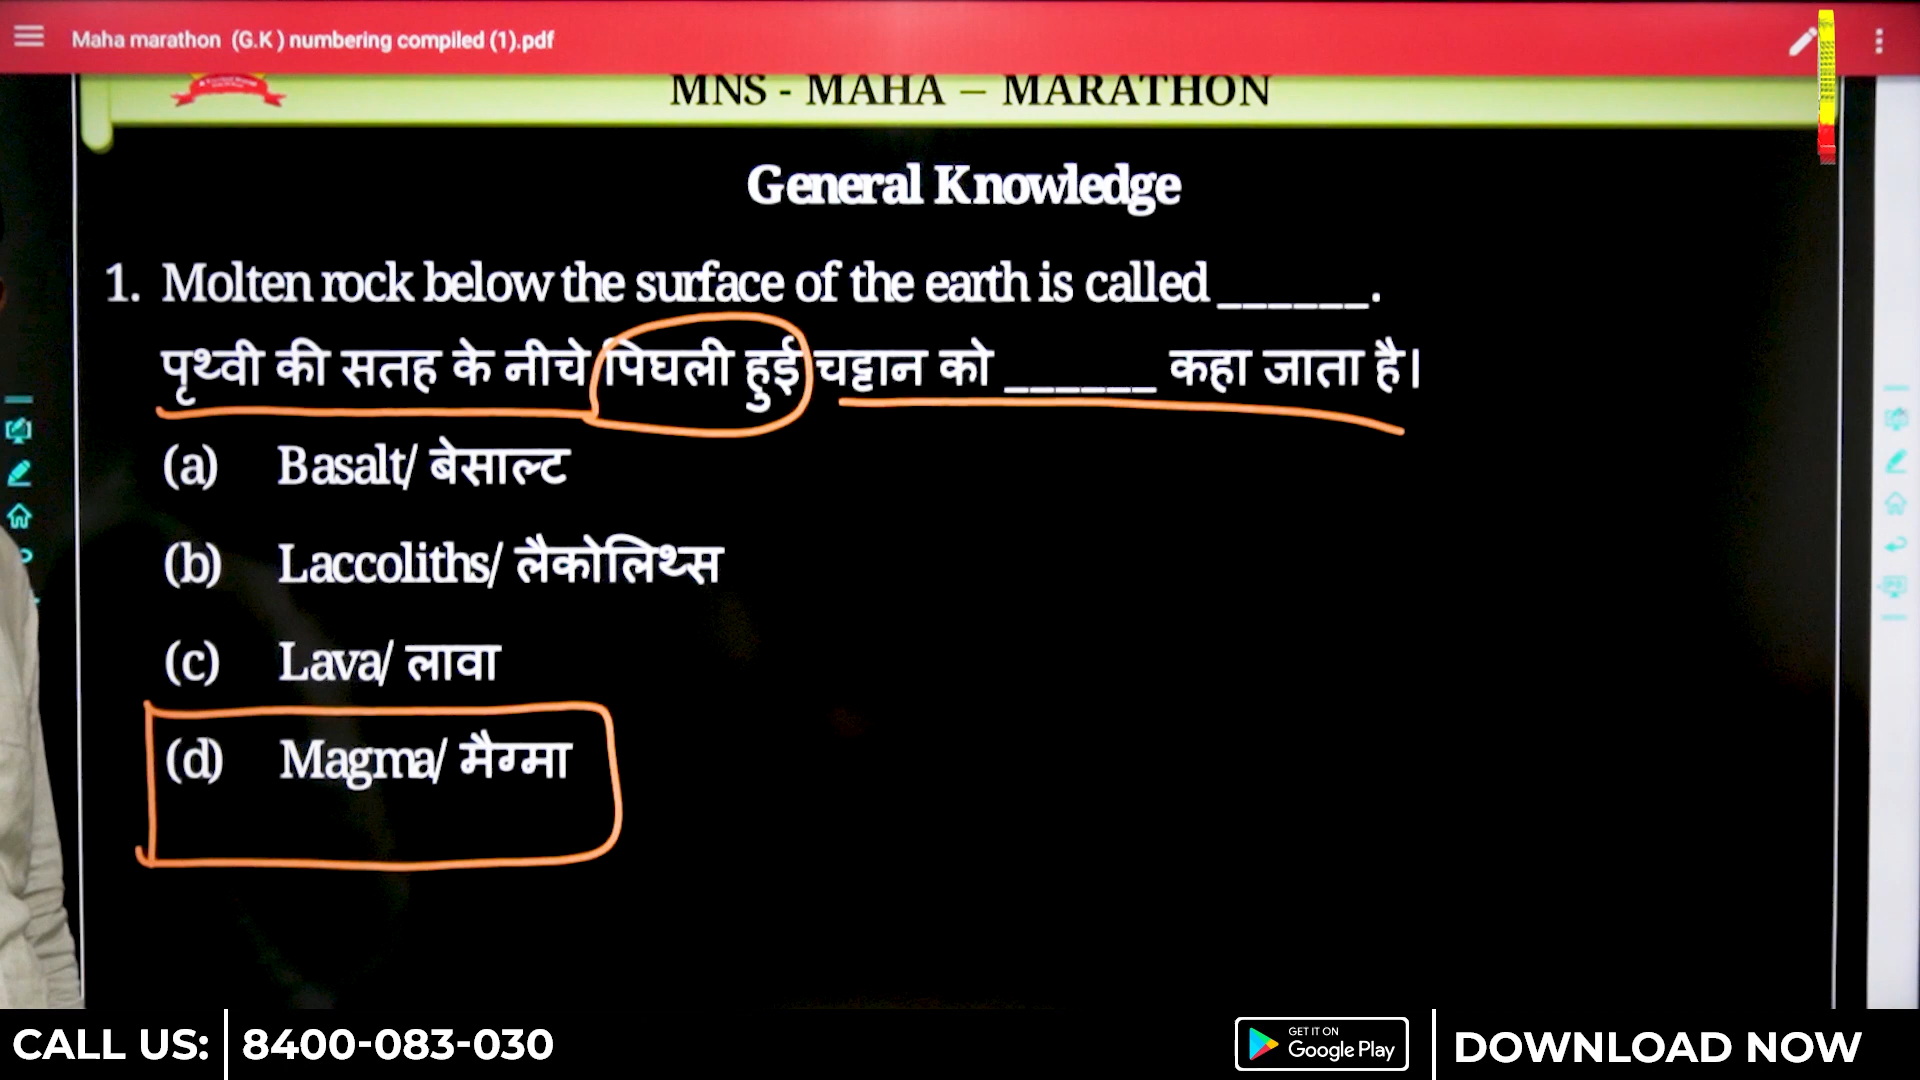 Maha marathon (G.K ) numbering compiled (1).pdf
MNS - MAHA – MARATHON
General Knowledge
1. Molten rock below the surface of the earth is called ______.
पृथ्वी की सतह के नीचे पिघली हुई चट्टान को ______ कहा जाता है।
(a) Basalt/ बेसाल्ट
(b) Laccoliths/ लैकोलिथ्स
(c) Lava/ लावा
(d) Magma/ मैग्मा
CALL US: 8400-083-030
GET IT ON
Google Play
DOWNLOAD NOW